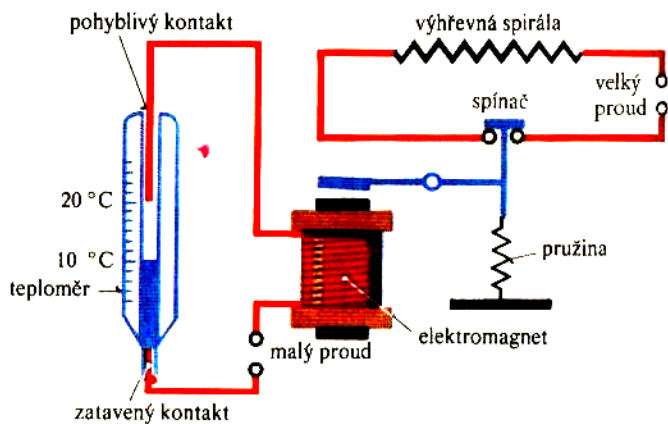 pohyblivý kontakt
výhřevná spirála
velký
proud
spínač
20 °C
10 °C
teploměr
pružina
elektromagnet
malý proud
zatavený kontakt